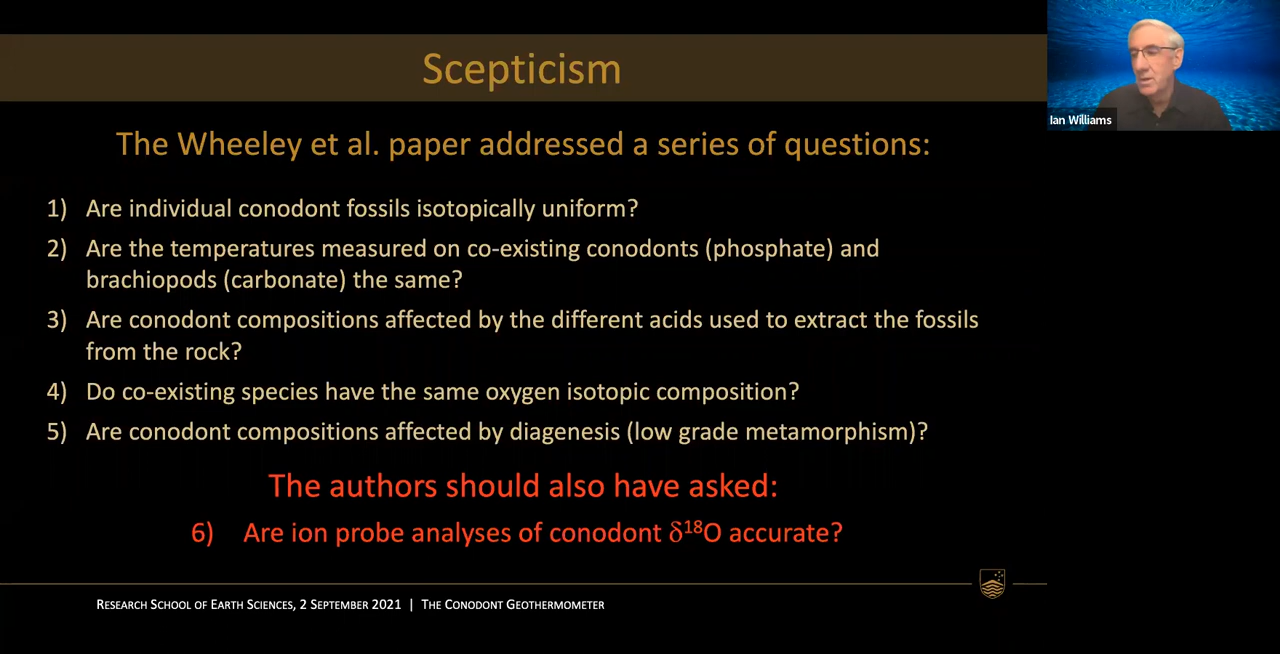 Scepticism
Ian Williams
The Wheeley et al. paper addressed a series of questions:
1) Are individual conodont fossils isotopically uniform?
2) Are the temperatures measured on co-existing conodonts (phosphate) and
brachiopods (carbonate) the same?
3) Are conodont compositions affected by the different acids used to extract the fossils
from the rock?
4) Do co-existing species have the same oxygen isotopic composition?
5) Are conodont compositions affected by diagenesis (low grade metamorphism)?
The authors should also have asked:
6) Are ion probe analyses of conodont δ¹⁸O accurate?
RESEARCH SCHOOL OF EARTH SCIENCES, 2 SEPTEMBER 2021 | THE CONODONT GEOTHERMOMETER